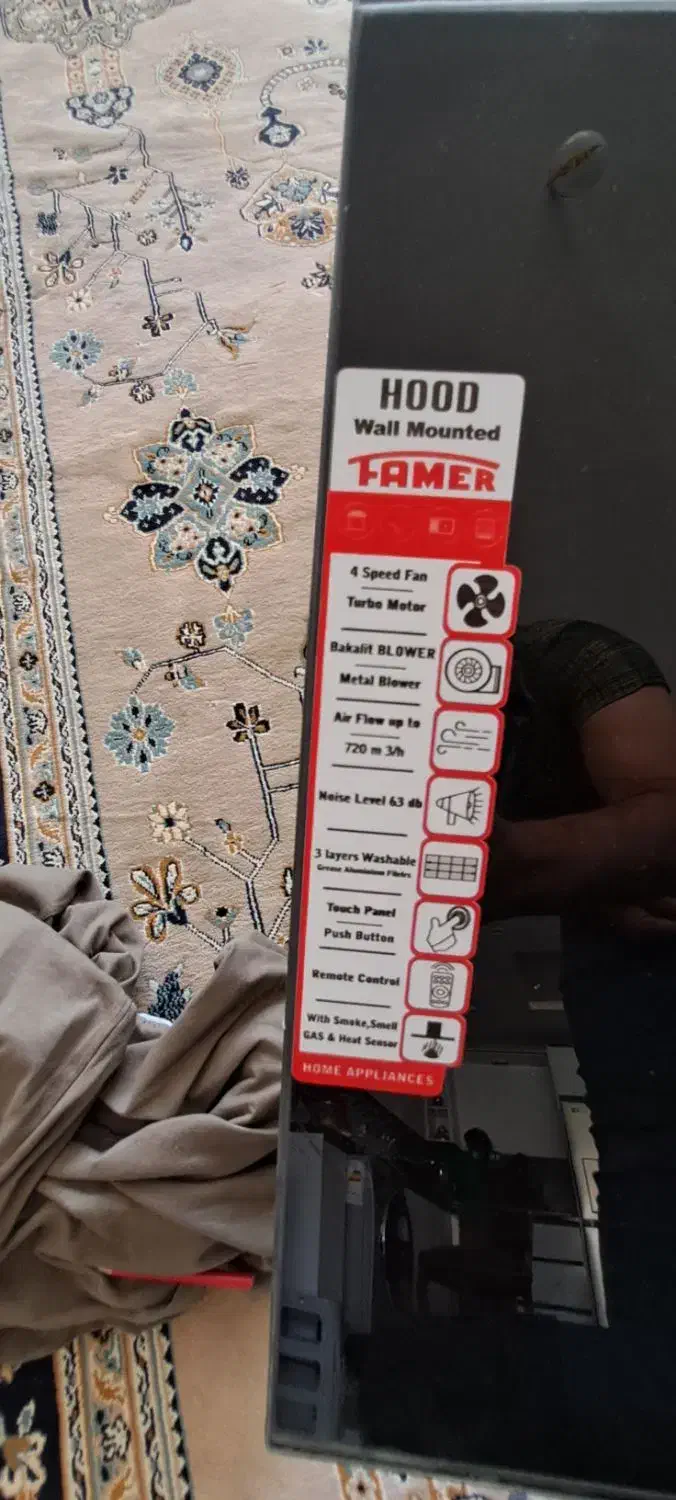 HOOD
Wall Mounted
FAMER
4 Speed Fan
Turbo Motor
Bakalit BLOWER
Metal Blower
Air Flow up to
720 m 3/h
Noise Level 63 db
3 layers Washable
Grease Aluminium Filetrs
Touch Panel
Push Button
Remote Control
With Smoke,Smell
GAS & Heat Sensor
HOME APPLIANCES